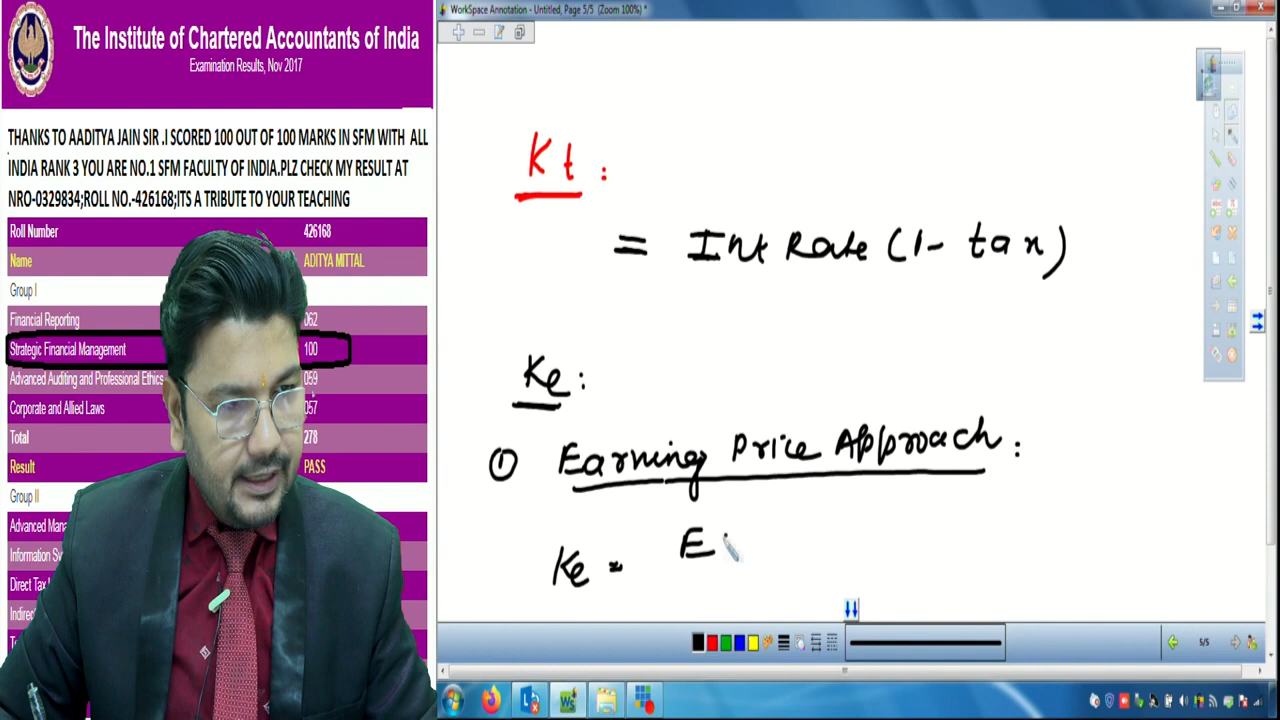 The Institute of Chartered Accountants of India
Examination Results, Nov 2017
THANKS TO AADITYA JAIN SIR .I SCORED 100 OUT OF 100 MARKS IN SFM WITH ALL
INDIA RANK 3 YOU ARE NO.1 SFM FACULTY OF INDIA.PLZ CHECK MY RESULT AT
NRO-0329834;ROLL NO.-426168;ITS A TRIBUTE TO YOUR TEACHING
Roll Number 426168
Name ADITYA MITTAL
Group I
Financial Reporting 062
Strategic Financial Management 100
Advanced Auditing and Professional Ethics 059
Corporate and Allied Laws 057
Total 278
Result PASS
Group II
Advanced
Information
Direct Tax
WorkSpace Annotation - Untitled, Page 5/5 (Zoom 100%) *
Kt :
= Int Rate (1- tax)
Ke :
① Earning Price Approach :
Ke = E
5/5